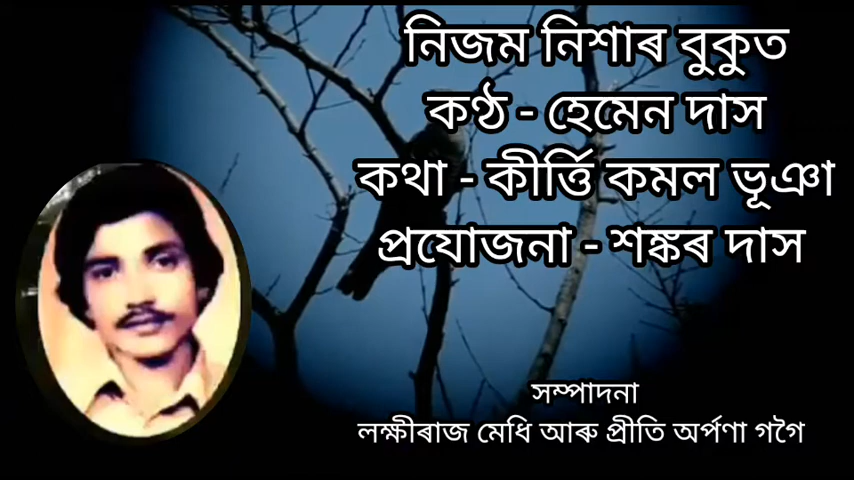 নিজম নিশাৰ বুকুত
কণ্ঠ - হেমেন দাস
কথা - কীৰ্ত্তি কমল ভূঞা
প্ৰযোজনা - শঙ্কৰ দাস
সম্পাদনা
লক্ষীৰাজ মেধি আৰু প্ৰীতি অৰ্পণা গগৈ